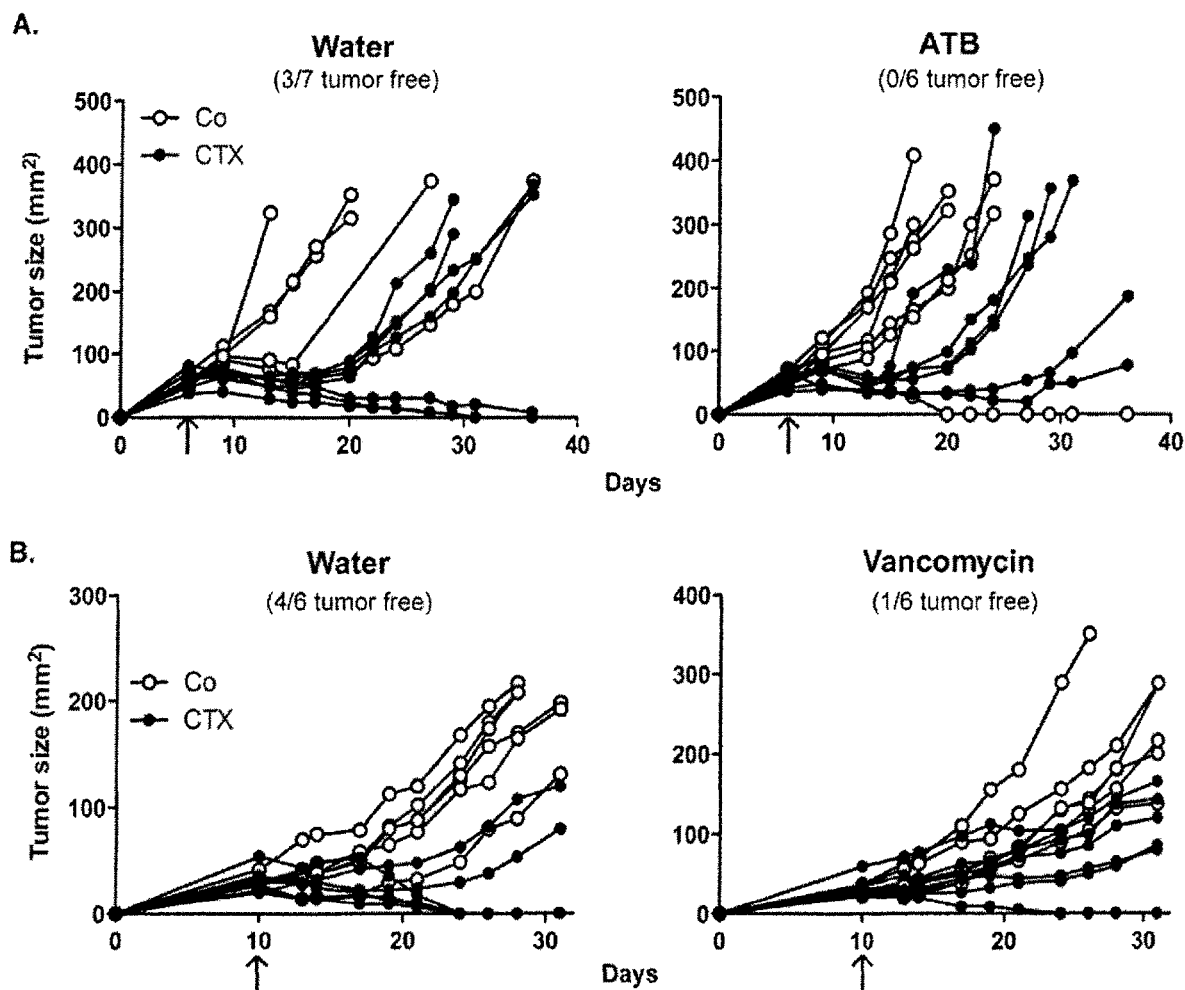 A.
Water
(3/7 tumor free)
ATB
(0/6 tumor free)
Co
CTX
Tumor size (mm²)
500
400
300
200
100
0
0 10 20 30 40
500
400
300
200
100
0
0 10 20 30 40
Days
B.
Water
(4/6 tumor free)
Vancomycin
(1/6 tumor free)
Co
CTX
Tumor size (mm²)
300
200
100
0
0 10 20 30
400
300
200
100
0
0 10 20 30
Days